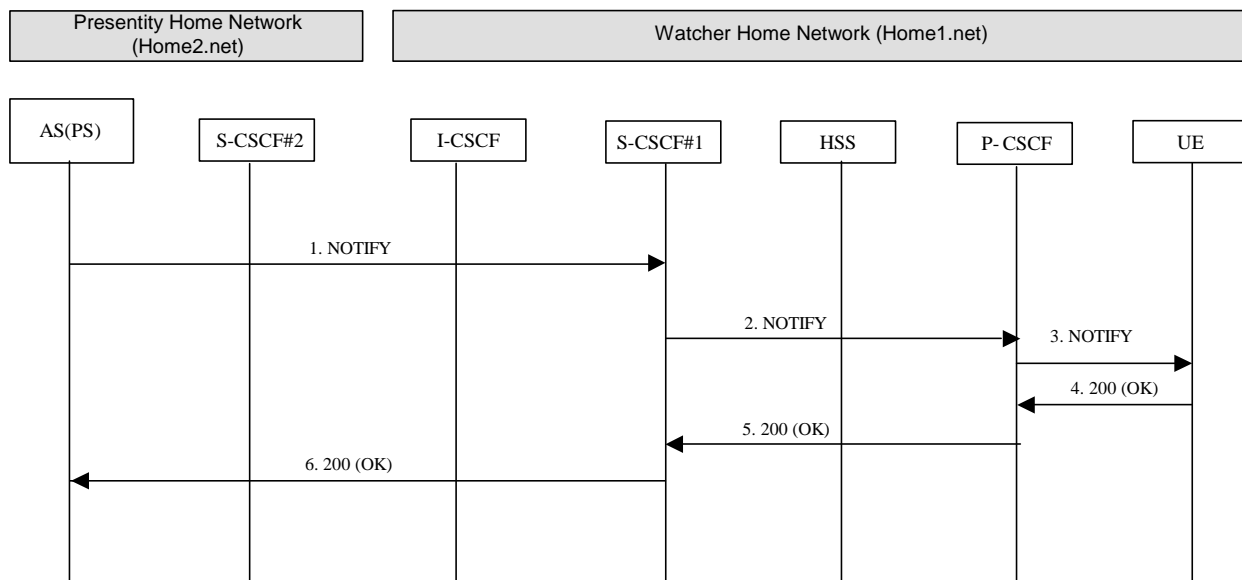 Presentity Home Network
(Home2.net)
Watcher Home Network (Home1.net)
AS(PS)
S-CSCF#2
I-CSCF
S-CSCF#1
HSS
P- CSCF
UE
1. NOTIFY
2. NOTIFY
3. NOTIFY
4. 200 (OK)
5. 200 (OK)
6. 200 (OK)